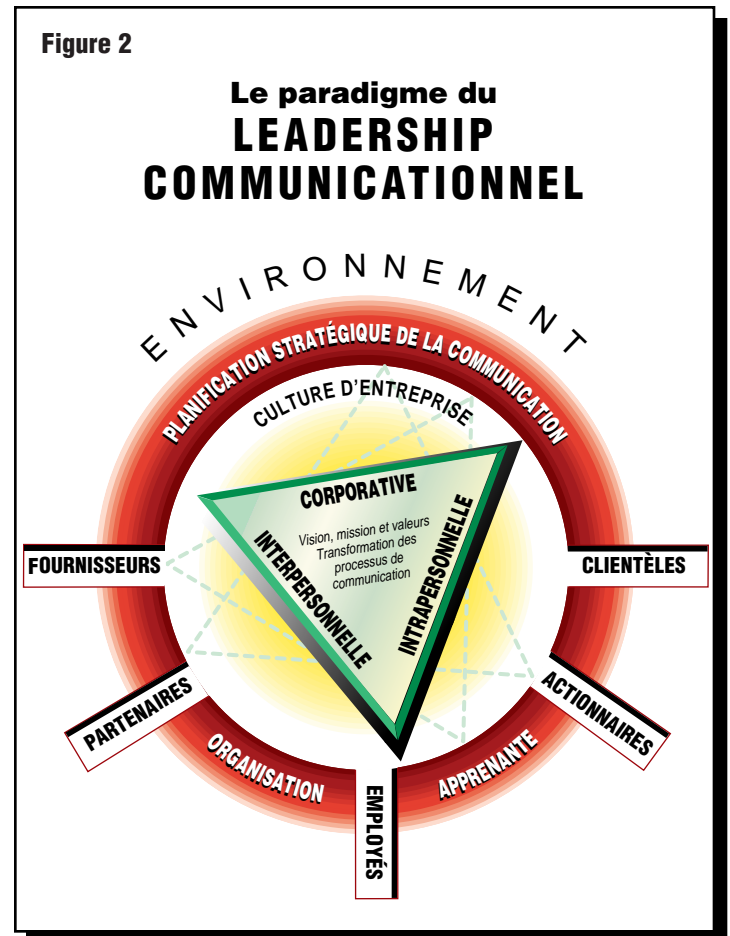 Figure 2
Le paradigme du
LEADERSHIP
COMMUNICATIONNEL
ENVIRONNEMENT
PLANIFICATION STRATÉGIQUE DE LA COMMUNICATION
CULTURE D'ENTREPRISE
CORPORATIVE
Vision, mission et valeurs
Transformation des
processus de
communication
INTERPERSONNELLE
INTRAPERSONNELLE
FOURNISSEURS
CLIENTÈLES
PARTENAIRES
ACTIONNAIRES
ORGANISATION
APPRENANTE
EMPLOYÉS